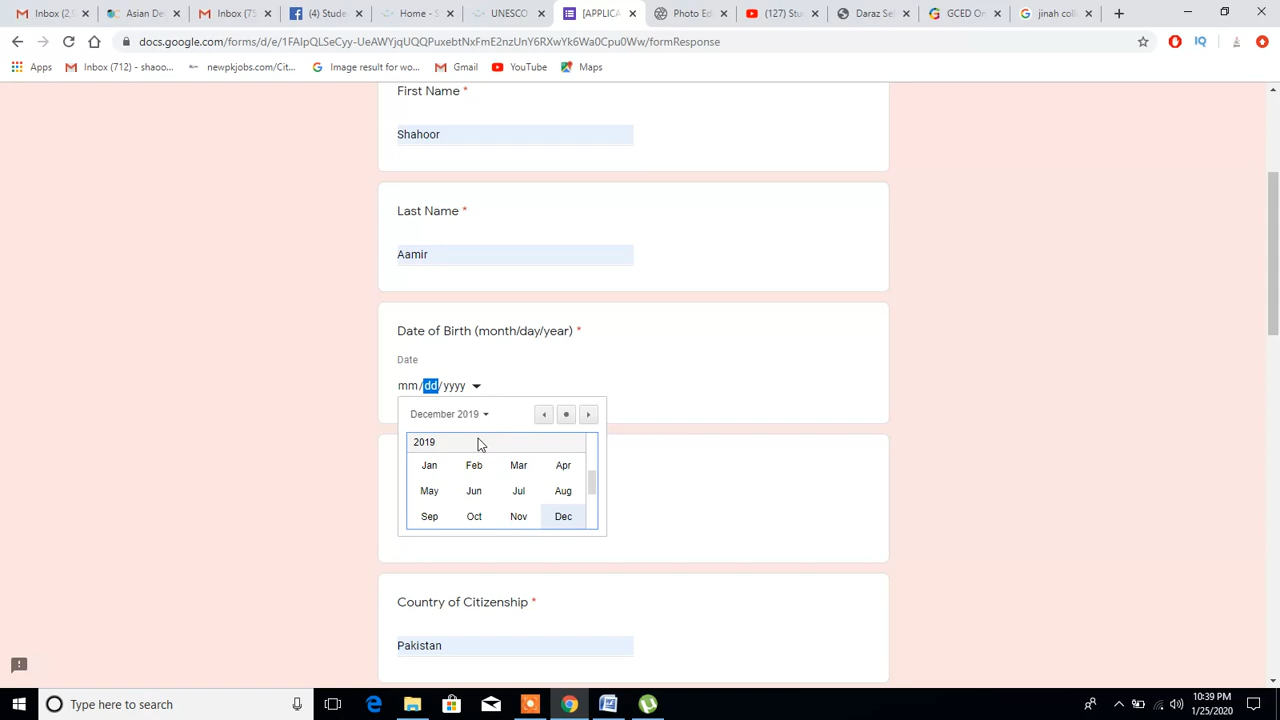 Inbox (2,
Asian De
Inbox (75
(4) Stude
Home - S
UNESCO
[APPLICA
Photo Ed
(127) Stu
Daraz Sel
GCED On
jinah coll
docs.google.com/forms/d/e/1FAIpQLSeCyy-UeAWYjqUQQPuxebtNxFmE2nzUnY6RXwYk6Wa0Cpu0Ww/formResponse
IQ
Apps
Inbox (712) - shaoo...
newpkjobs.com/Cit...
Image result for wo...
Gmail
YouTube
Maps
First Name *
Shahoor
Last Name *
Aamir
Date of Birth (month/day/year) *
Date
mm/dd/yyyy
December 2019
2019
Jan Feb Mar Apr
May Jun Jul Aug
Sep Oct Nov Dec
Country of Citizenship *
Pakistan
Type here to search
10:39 PM
1/25/2020